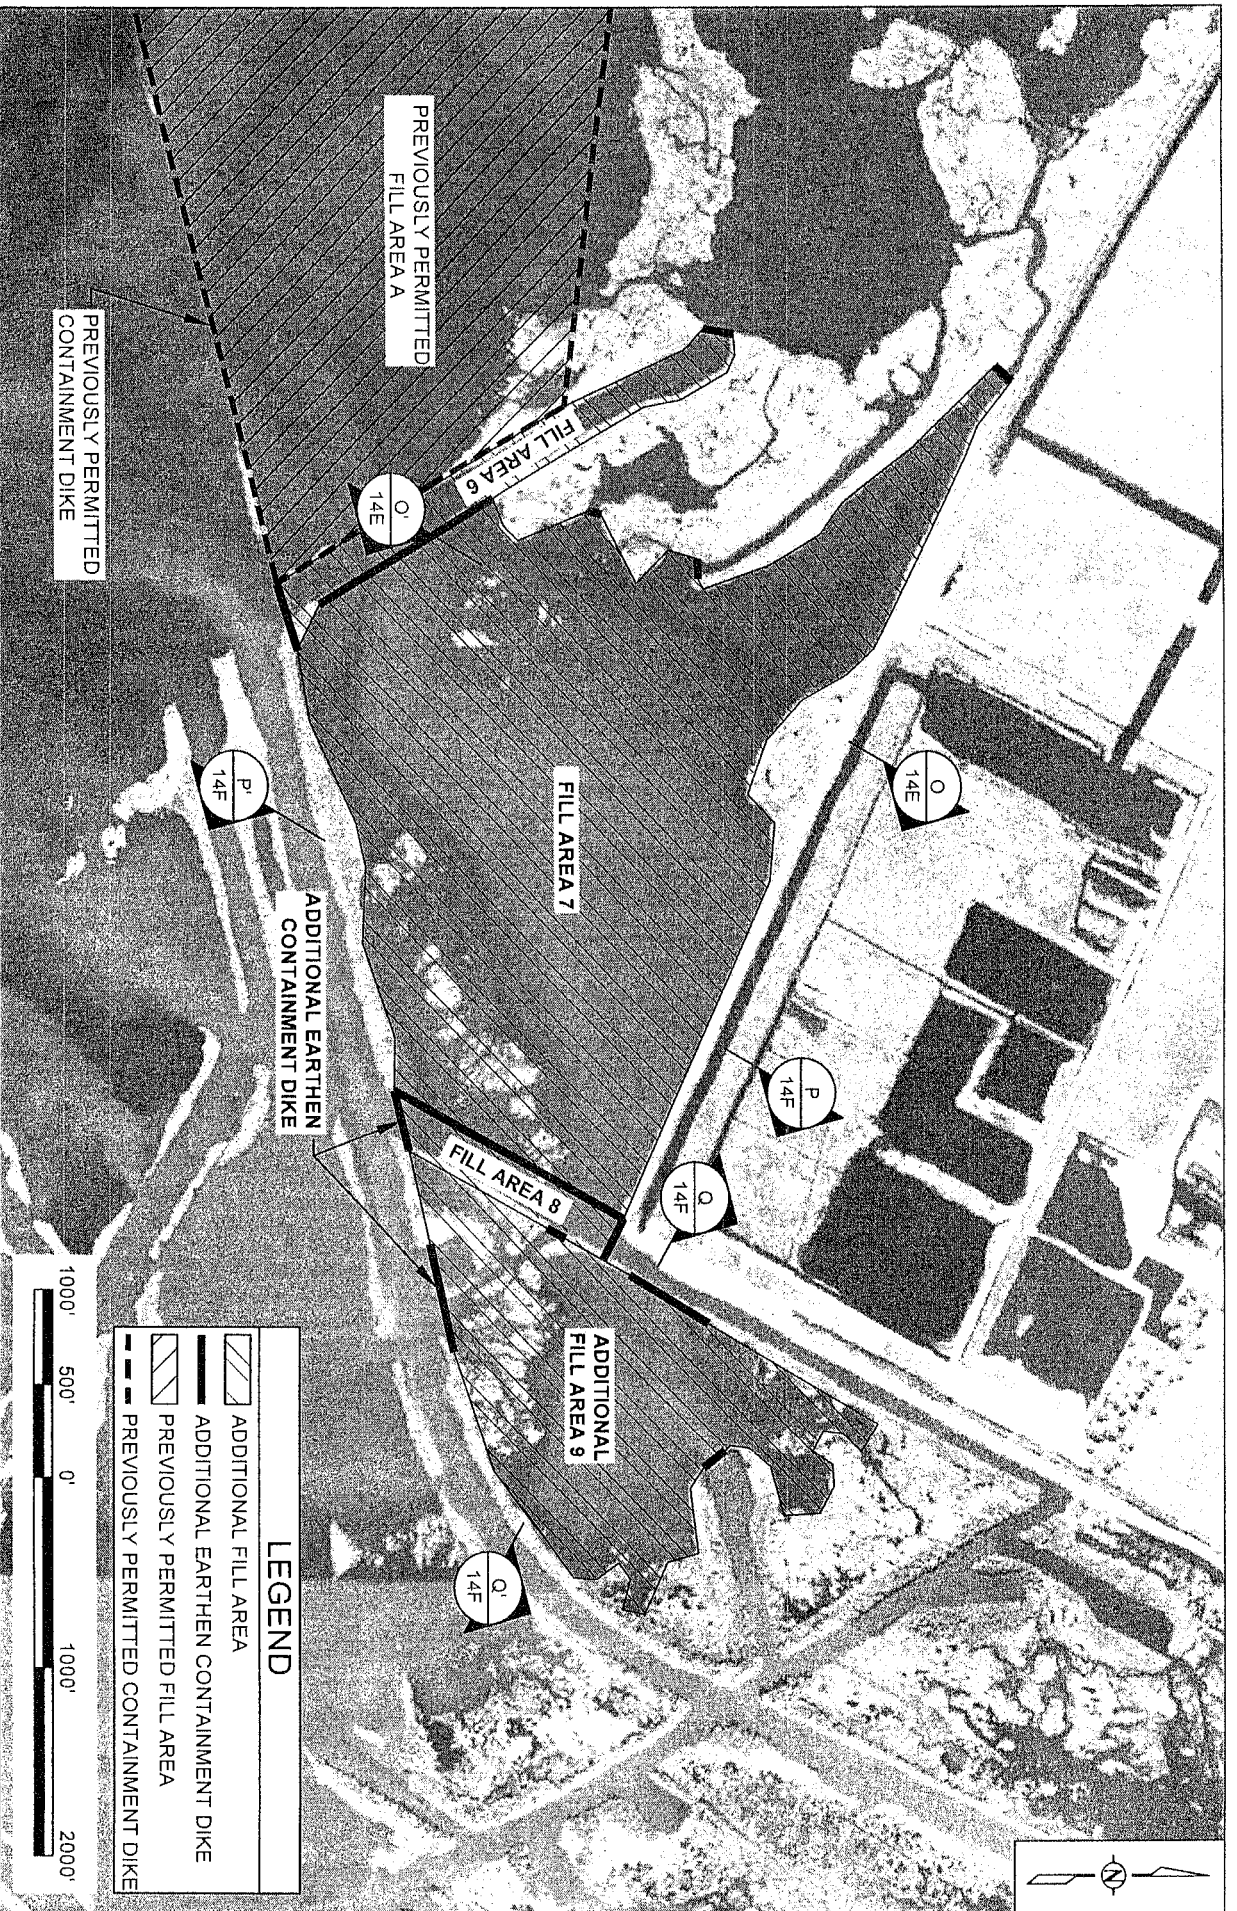 PREVIOUSLY PERMITTED
FILL AREA A
PREVIOUSLY PERMITTED
CONTAINMENT DIKE
FILL AREA 6
O'
14E
O
14E
FILL AREA 7
P'
14F
P
14F
ADDITIONAL EARTHEN
CONTAINMENT DIKE
FILL AREA 8
Q
14F
ADDITIONAL
FILL AREA 9
Q'
14F
N
LEGEND
ADDITIONAL FILL AREA
ADDITIONAL EARTHEN CONTAINMENT DIKE
PREVIOUSLY PERMITTED FILL AREA
PREVIOUSLY PERMITTED CONTAINMENT DIKE
1000' 500' 0' 1000' 2000'